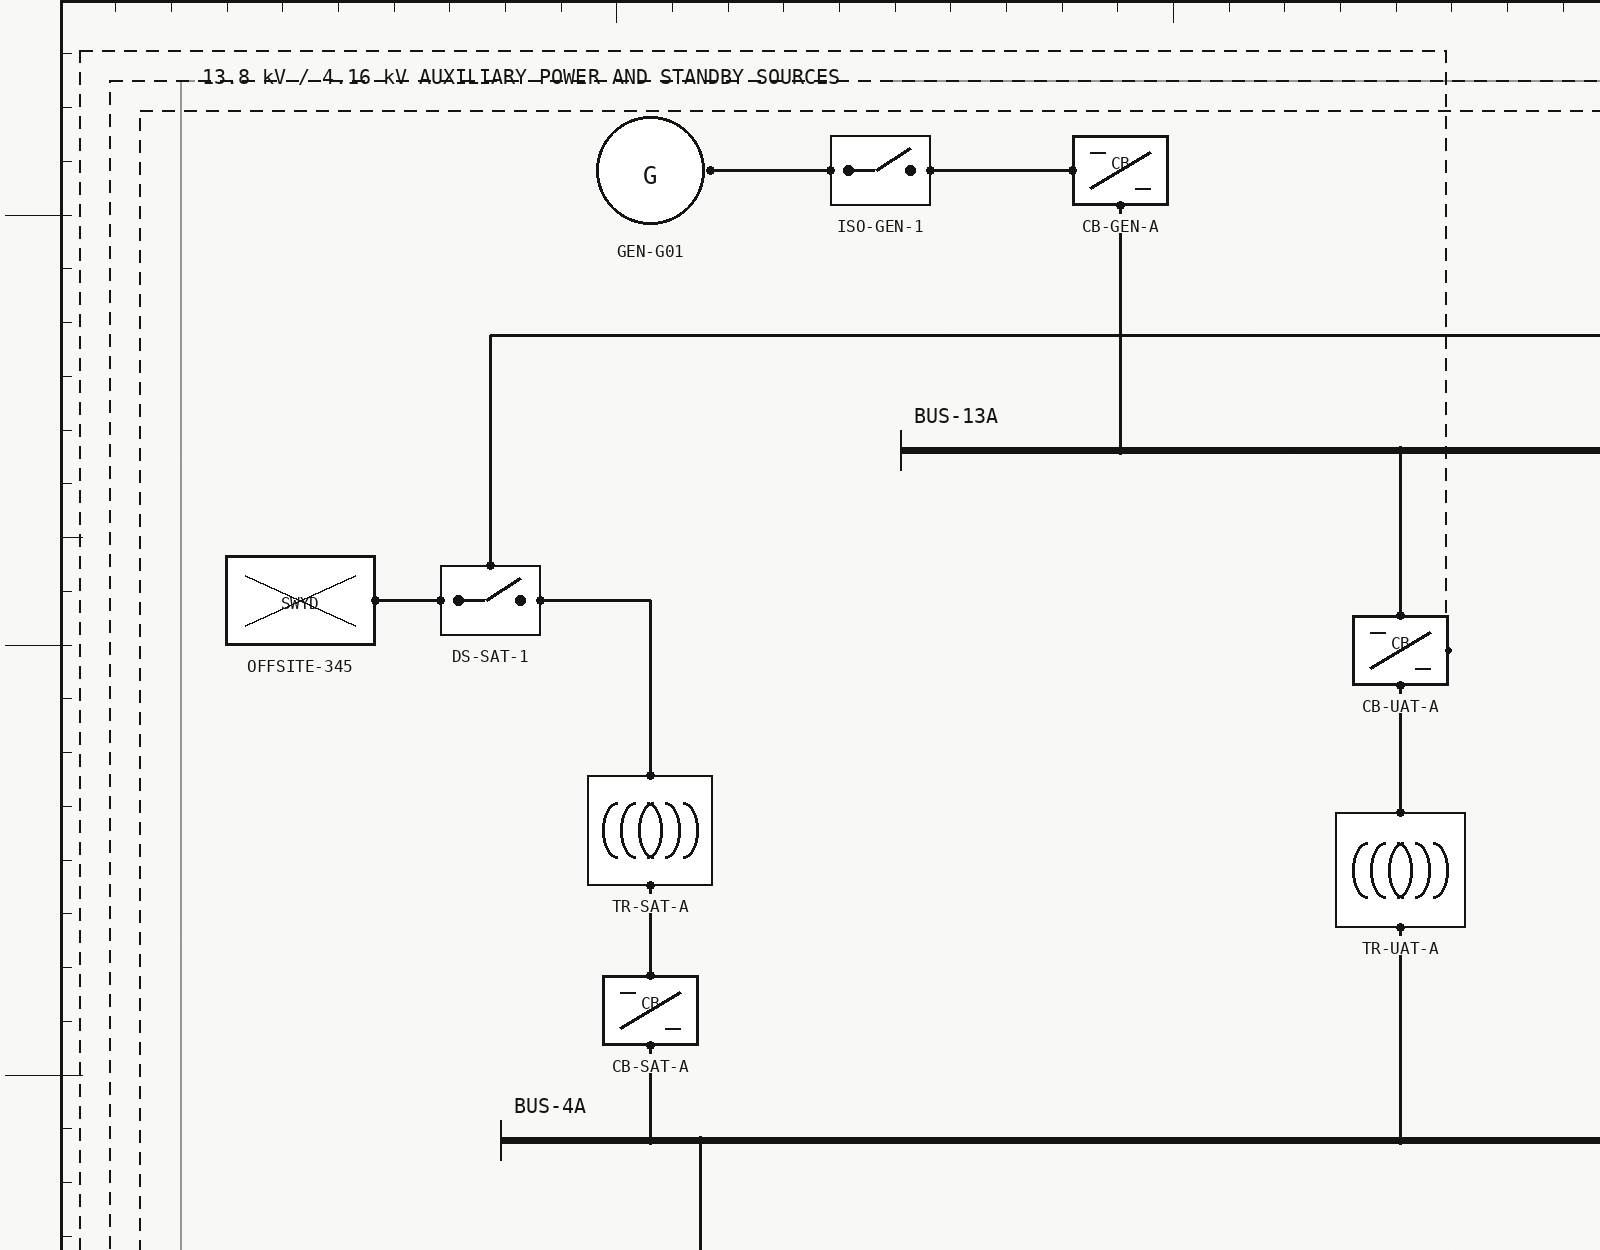 13.8 kV / 4.16 kV AUXILIARY POWER AND STANDBY SOURCES
G
CB
ISO-GEN-1
CB-GEN-A
GEN-G01
BUS-13A
SWYD
CB
DS-SAT-1
OFFSITE-345
CB-UAT-A
TR-SAT-A
TR-UAT-A
CB
CB-SAT-A
BUS-4A